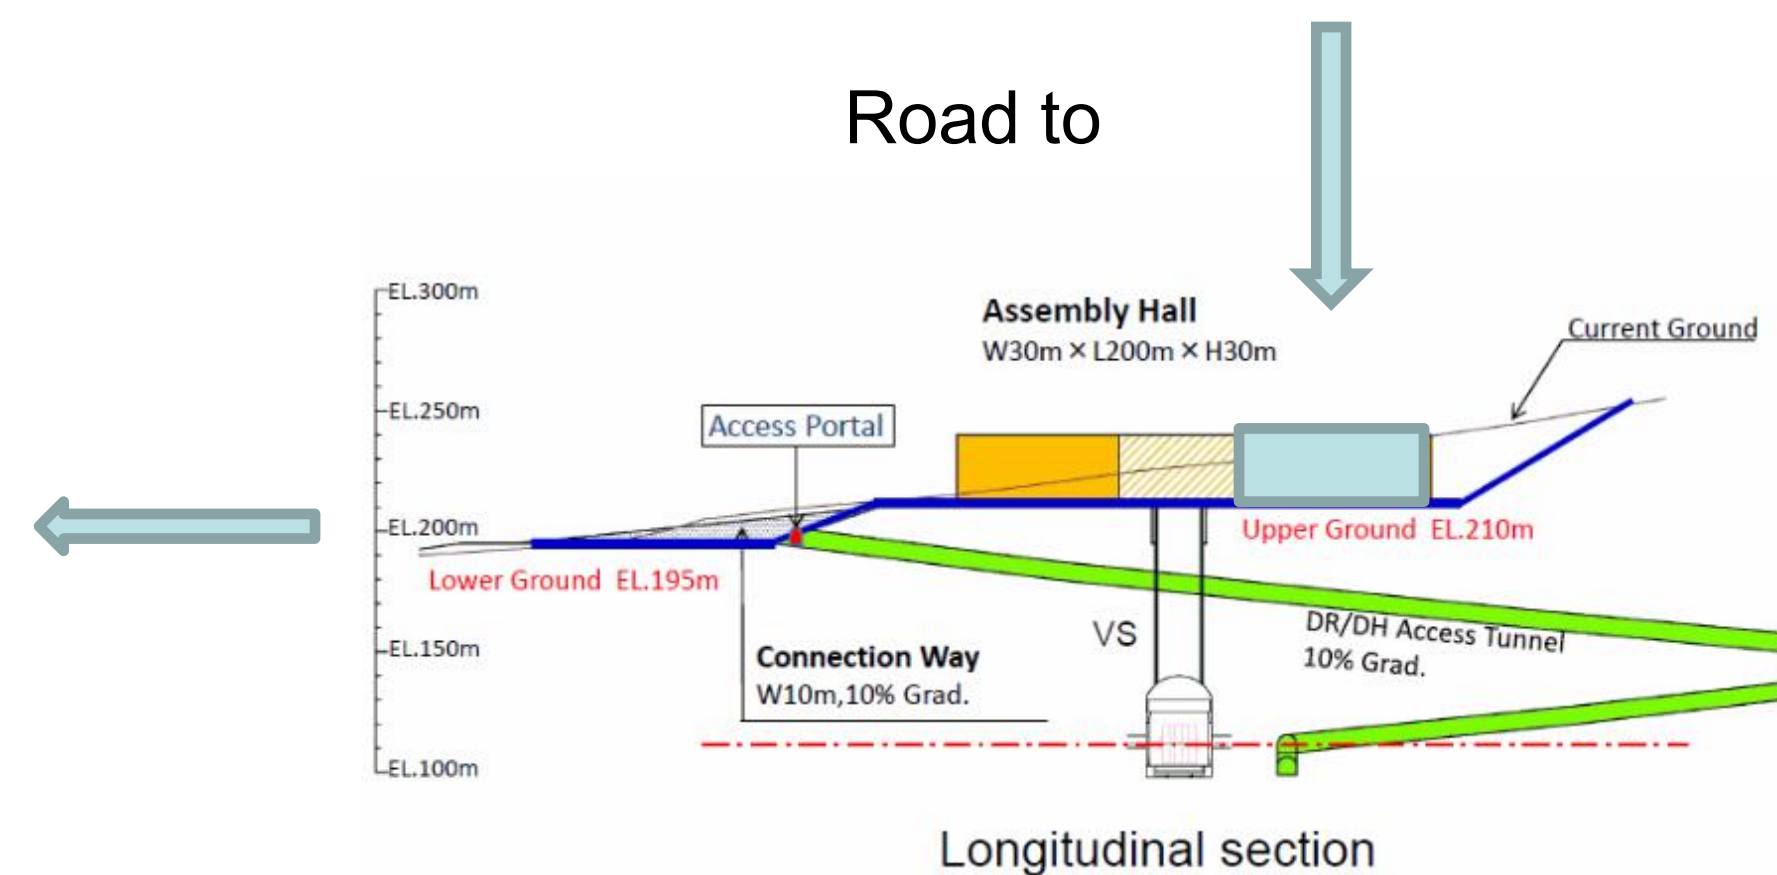 Road to
EL.300m
Assembly Hall
W30m × L200m × H30m
Current Ground
EL.250m
Access Portal
EL.200m
Upper Ground EL.210m
Lower Ground EL.195m
VS
DR/DH Access Tunnel
10% Grad.
EL.150m
Connection Way
W10m,10% Grad.
EL.100m
Longitudinal section